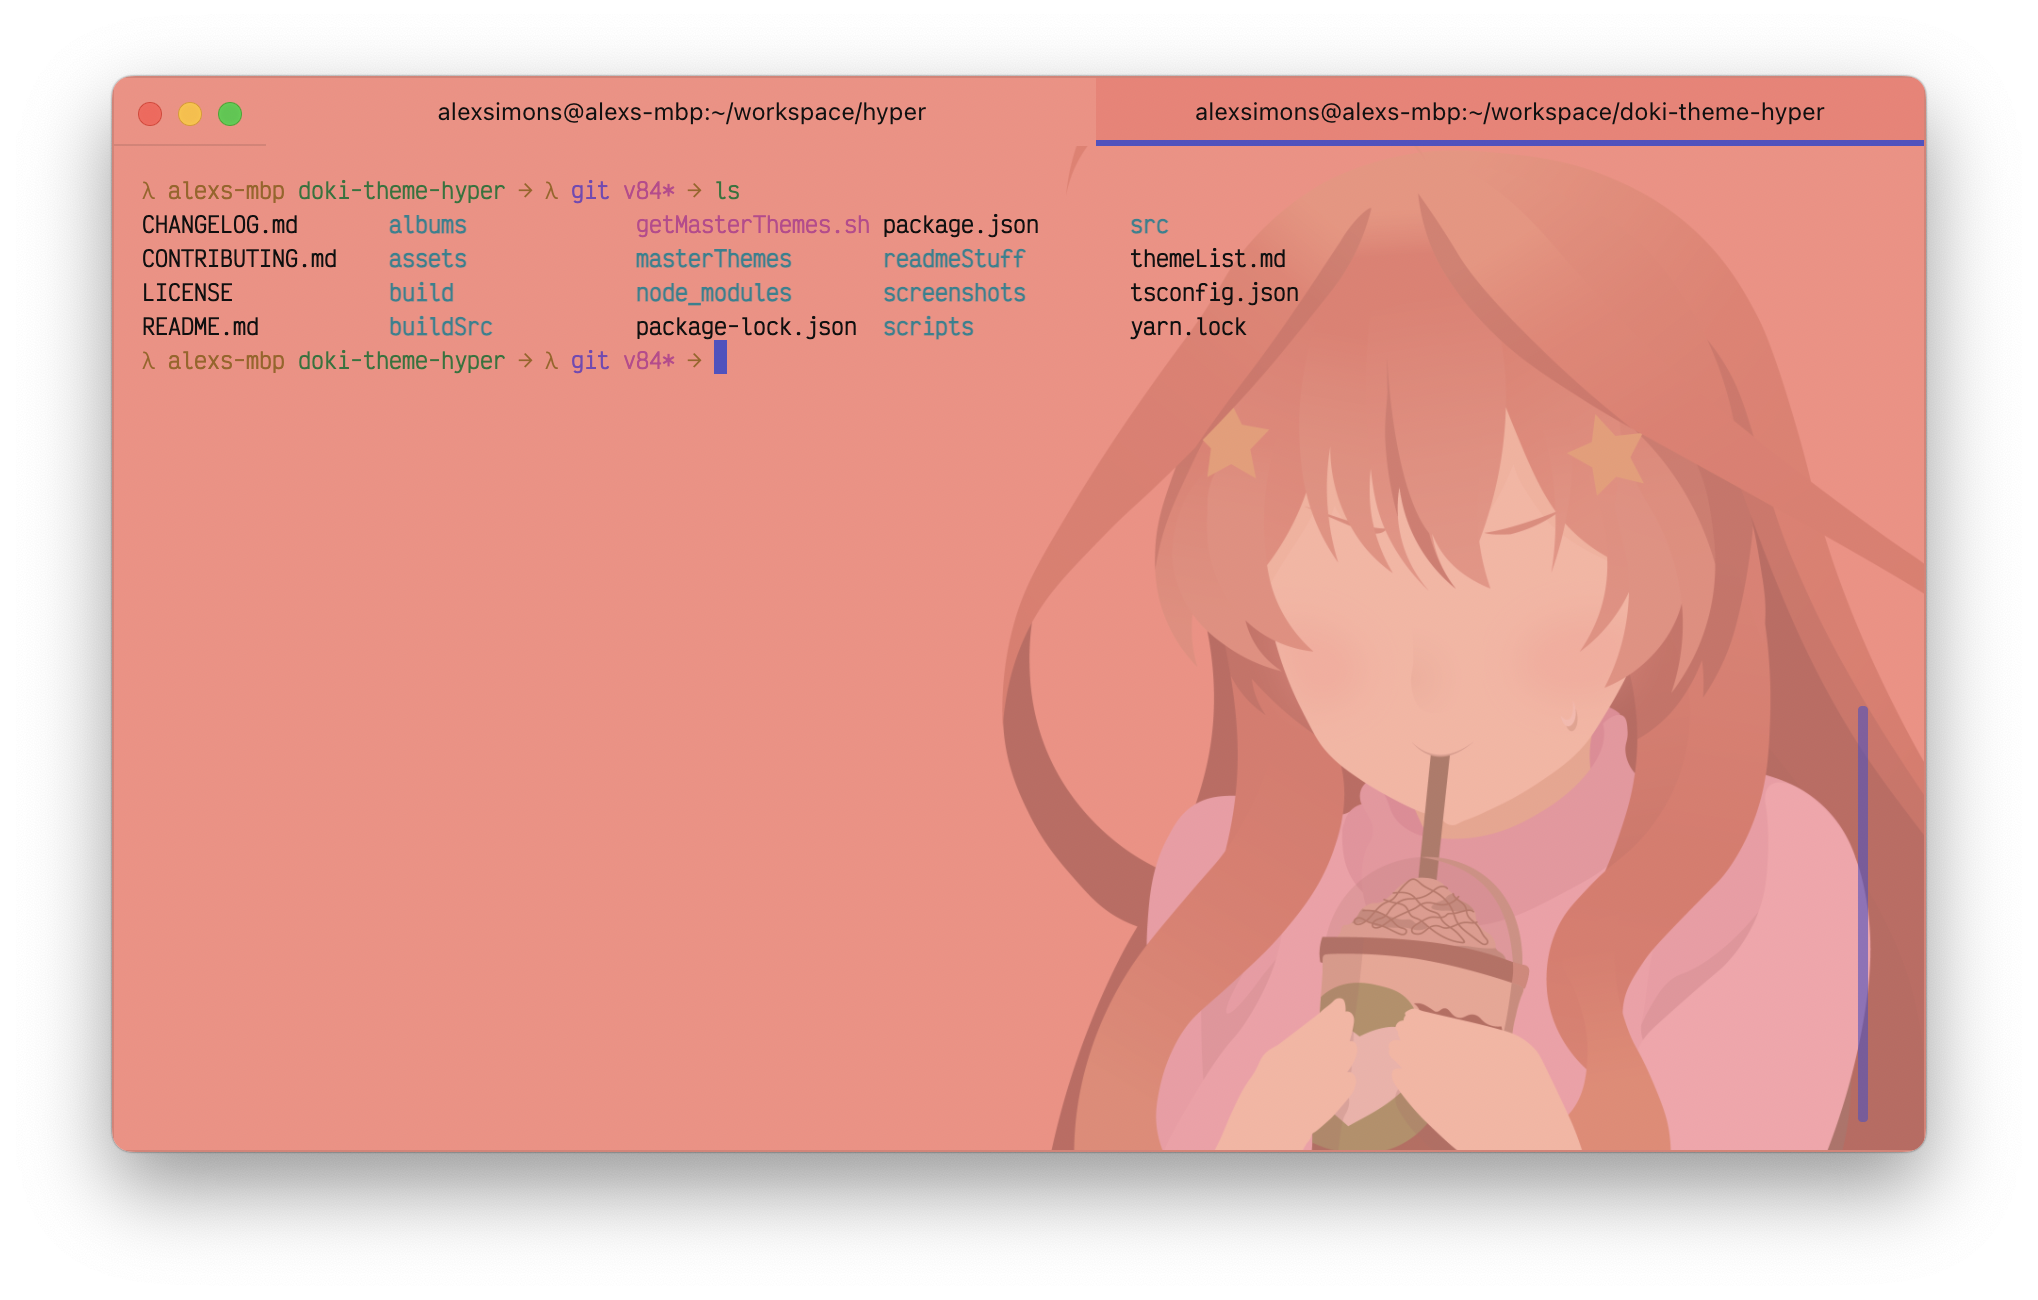 alexsimons@alexs-mbp:~/workspace/hyper alexsimons@alexs-mbp:~/workspace/doki-theme-hyper
λ alexs-mbp doki-theme-hyper → λ git v84* → ls
CHANGELOG.md albums getMasterThemes.sh package.json src
CONTRIBUTING.md assets masterThemes readmeStuff themeList.md
LICENSE build node_modules screenshots tsconfig.json
README.md buildSrc package-lock.json scripts yarn.lock
λ alexs-mbp doki-theme-hyper → λ git v84* →